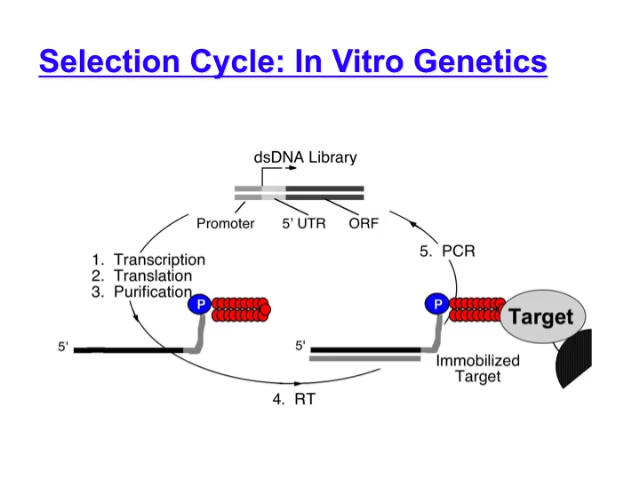 Selection Cycle: In Vitro Genetics
dsDNA Library
Promoter 5' UTR ORF
1. Transcription
2. Translation
3. Purification
5. PCR
P
P
Target
5'
5'
Immobilized
Target
4. RT